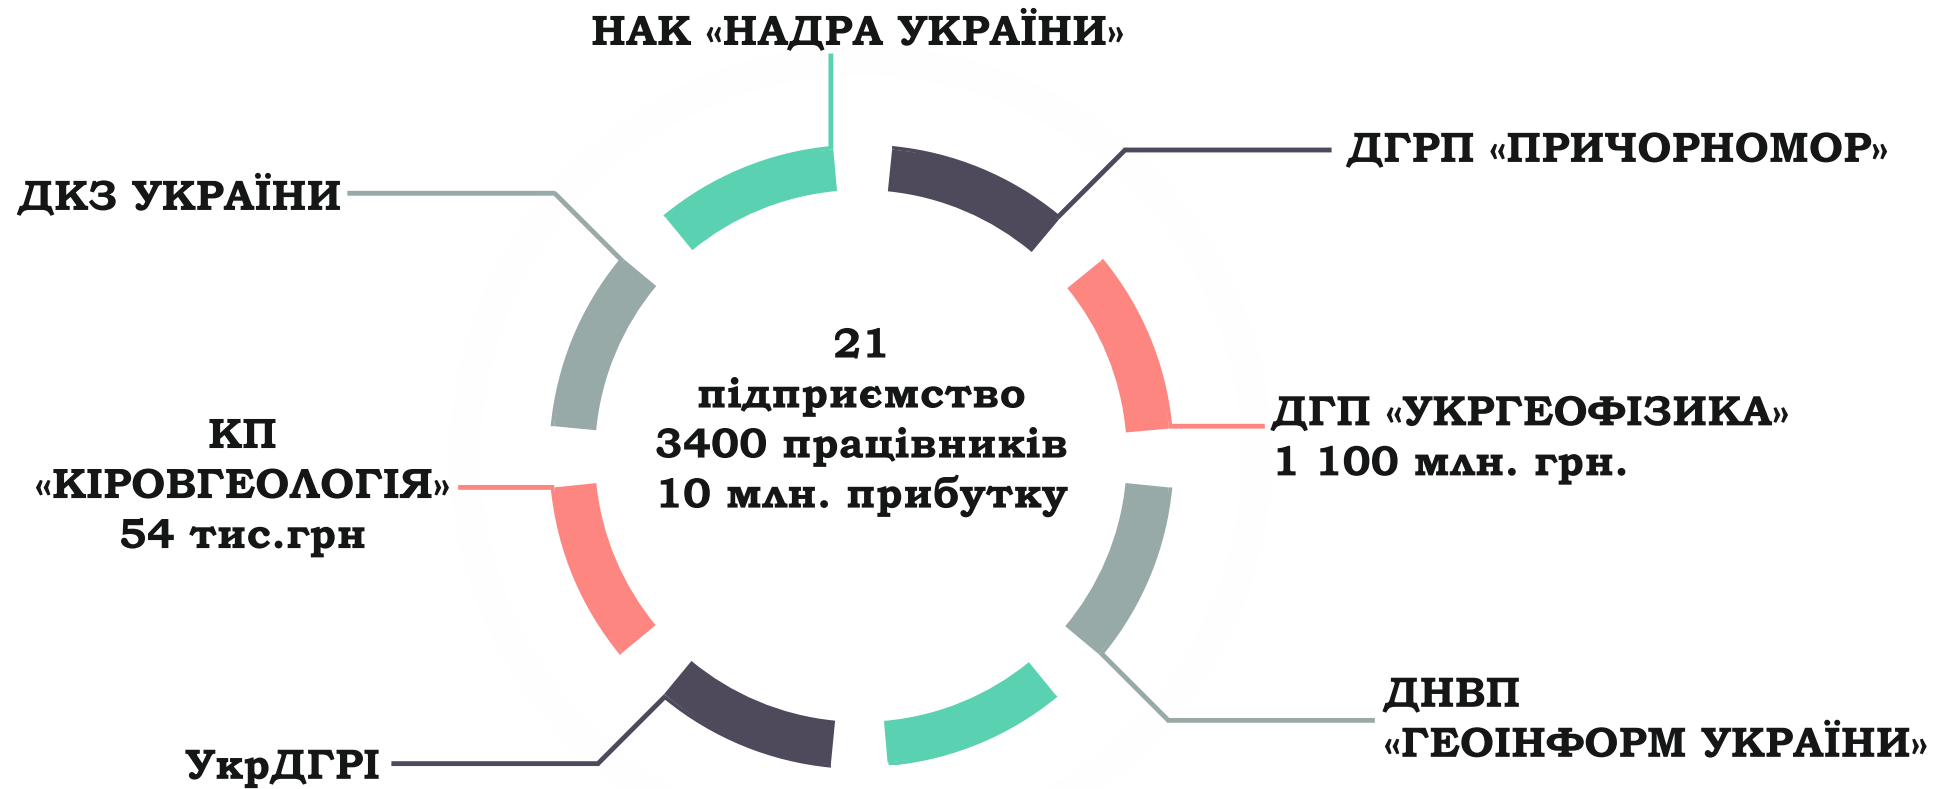 НАК «НАДРА УКРАЇНИ»
ДГРП «ПРИЧОРНОМОР»
ДКЗ УКРАЇНИ
21
підприємство
3400 працівників
10 млн. прибутку
ДГП «УКРГЕОФІЗИКА»
1 100 млн. грн.
КП
«КІРОВГЕОЛОГІЯ»
54 тис.грн
ДНВП
«ГЕОІНФОРМ УКРАЇНИ»
УкрДГРІ